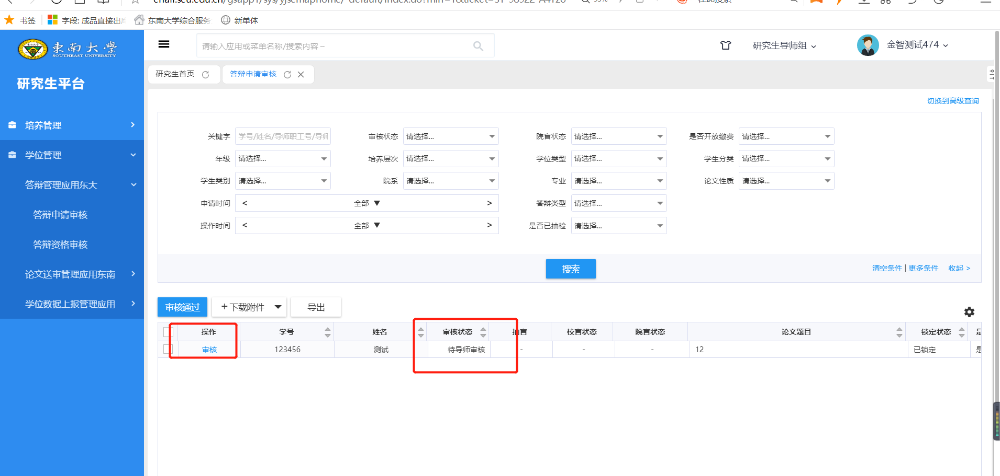 书签 字段: 成品直接出库 东南大学综合服务 新单体
東南大學
SOUTHEAST UNIVERSITY
请输入应用或菜单名称/搜索内容 ~
研究生导师组
金智测试474
研究生平台
研究生首页
答辩申请审核
切换到高级查询
培养管理
学位管理
答辩管理应用东大
答辩申请审核
答辩资格审核
论文送审管理应用东南
学位数据上报管理应用
关键字 学号/姓名/导师职工号/导师 审核状态 请选择... 院盲状态 请选择... 是否开放缴费 请选择...
年级 请选择... 培养层次 请选择... 学位类型 请选择... 学生分类 请选择...
学生类别 请选择... 院系 请选择... 专业 请选择... 论文性质 请选择...
申请时间 < 全部 ▼ > 答辩类型 请选择...
操作时间 < 全部 ▼ > 是否已抽检 请选择...
搜索
清空条件 | 更多条件 收起 >
审核通过 + 下载附件 导出
操作 学号 姓名 审核状态 抽盲 校盲状态 院盲状态 论文题目 锁定状态 是
审核 123456 测试 待导师审核 - - - 12 已锁定 是